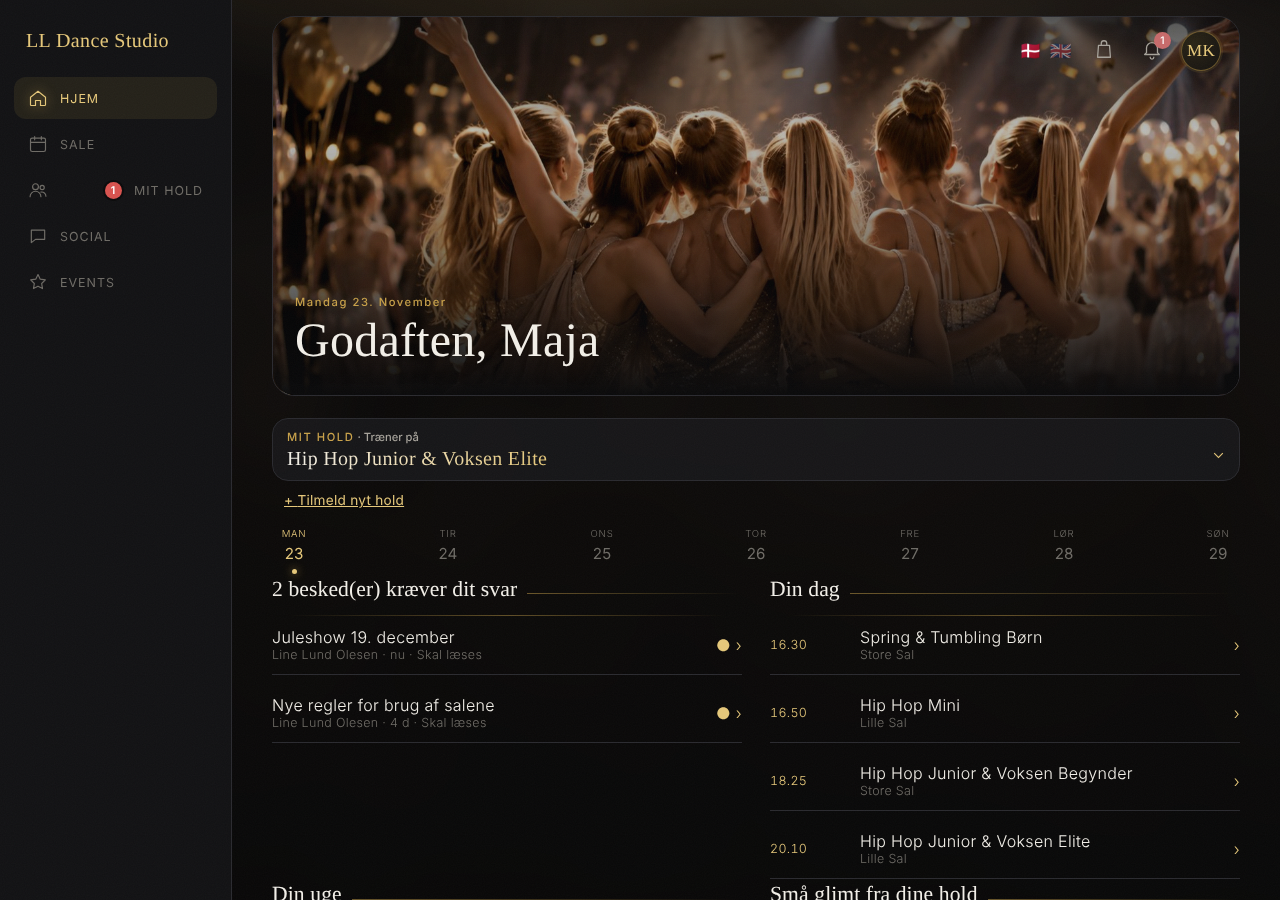 LL Dance Studio
HJEM
SALE
1 MIT HOLD
SOCIAL
EVENTS
1
MK
Mandag 23. November
Godaften, Maja
MIT HOLD · Træner på
Hip Hop Junior & Voksen Elite
+ Tilmeld nyt hold
MAN TIR ONS TOR FRE LØR SØN
23 24 25 26 27 28 29
2 besked(er) kræver dit svar
Juleshow 19. december
Line Lund Olesen · nu · Skal læses
Nye regler for brug af salene
Line Lund Olesen · 4 d · Skal læses
Din dag
16.30 Spring & Tumbling Børn
Store Sal
16.50 Hip Hop Mini
Lille Sal
18.25 Hip Hop Junior & Voksen Begynder
Store Sal
20.10 Hip Hop Junior & Voksen Elite
Lille Sal
Din uge
Små glimt fra dine hold